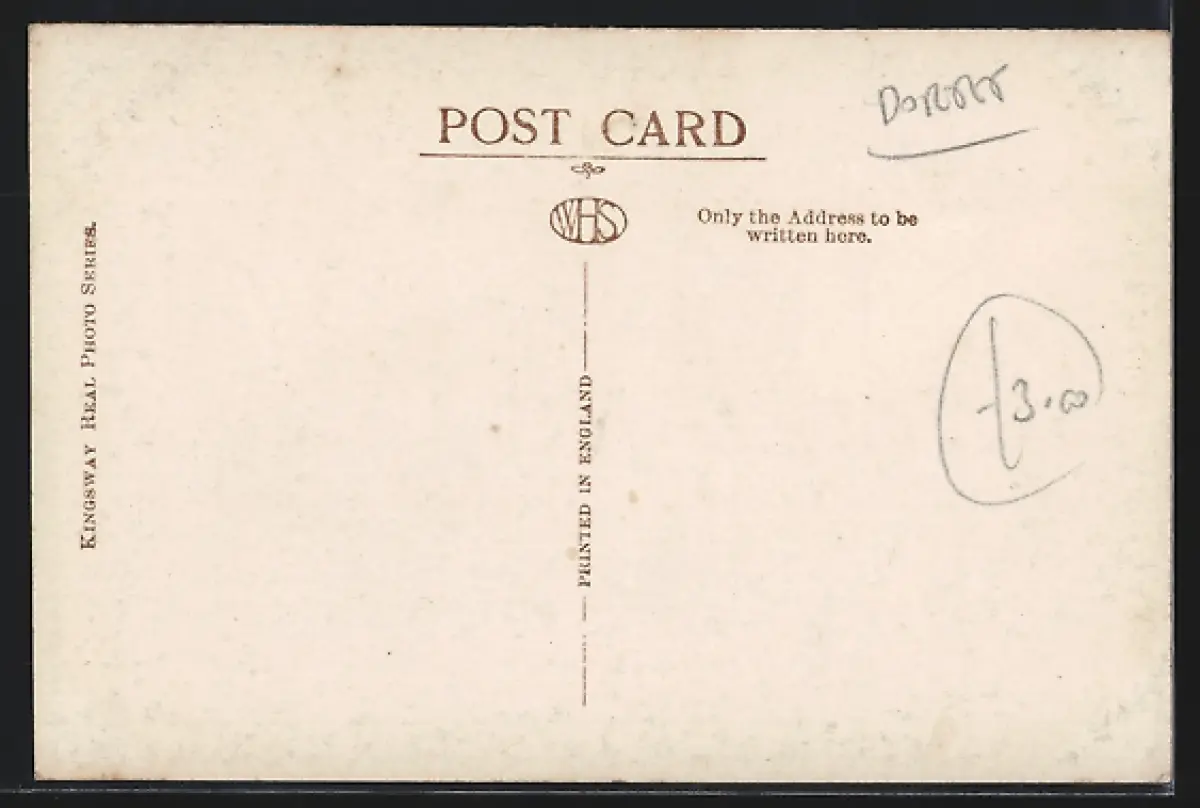 POST CARD
WHS
Only the Address to be
written here.
KINGSWAY REAL PHOTO SERIES.
PRINTED IN ENGLAND
£3.00